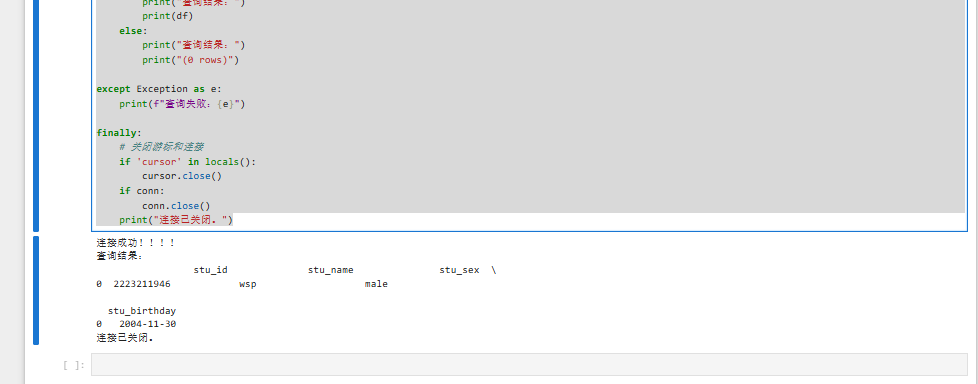 print("查询结果：")
print(df)
else:
print("查询结果：")
print("(0 rows)")
except Exception as e:
print(f"查询失败：{e}")
finally:
# 关闭游标和连接
if 'cursor' in locals():
cursor.close()
if conn:
conn.close()
print("连接已关闭．")
连接成功！！！！
查询结果：
stu_id stu_name stu_sex \
0 2223211946 wsp male
stu_birthday
0 2004-11-30
连接已关闭．
[ ]: